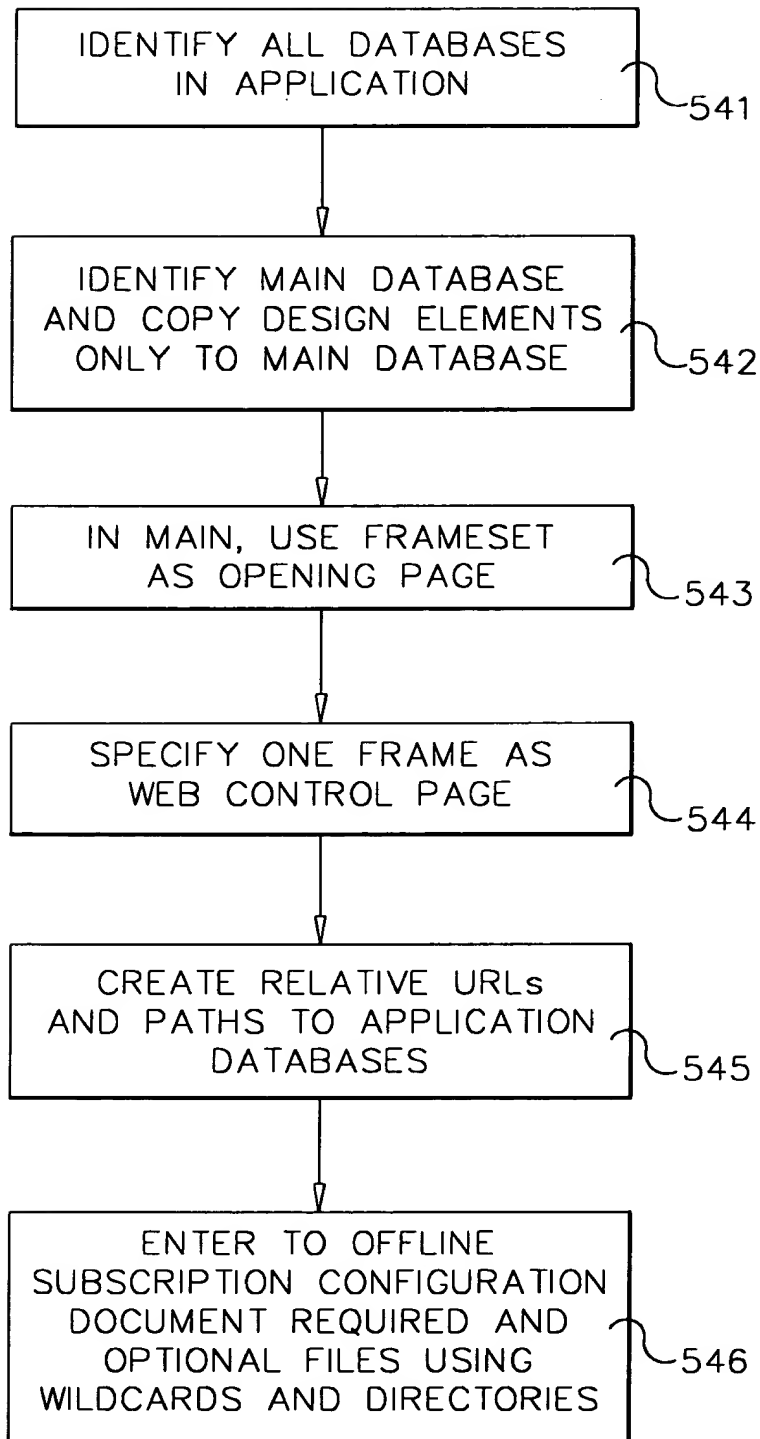 IDENTIFY ALL DATABASES
IN APPLICATION
541
IDENTIFY MAIN DATABASE
AND COPY DESIGN ELEMENTS
ONLY TO MAIN DATABASE
542
IN MAIN, USE FRAMESET
AS OPENING PAGE
543
SPECIFY ONE FRAME AS
WEB CONTROL PAGE
544
CREATE RELATIVE URLs
AND PATHS TO APPLICATION
DATABASES
545
ENTER TO OFFLINE
SUBSCRIPTION CONFIGURATION
DOCUMENT REQUIRED AND
OPTIONAL FILES USING
WILDCARDS AND DIRECTORIES
546